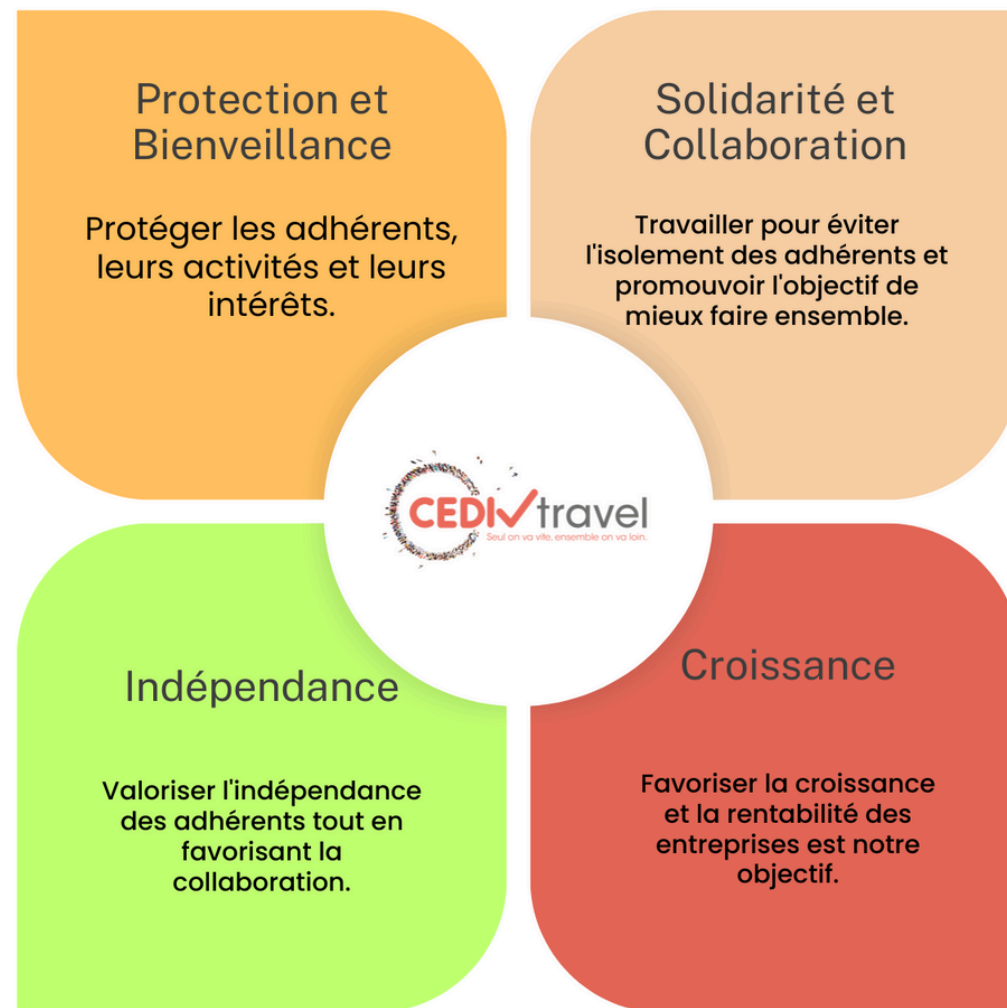 Protection et
Bienveillance
Protéger les adhérents,
leurs activités et leurs
intérêts.
Solidarité et
Collaboration
Travailler pour éviter
l'isolement des adhérents et
promouvoir l'objectif de
mieux faire ensemble.
CEDIV travel
Seul on va vite, ensemble on va loin.
Indépendance
Valoriser l'indépendance
des adhérents tout en
favorisant la
collaboration.
Croissance
Favoriser la croissance
et la rentabilité des
entreprises est notre
objectif.